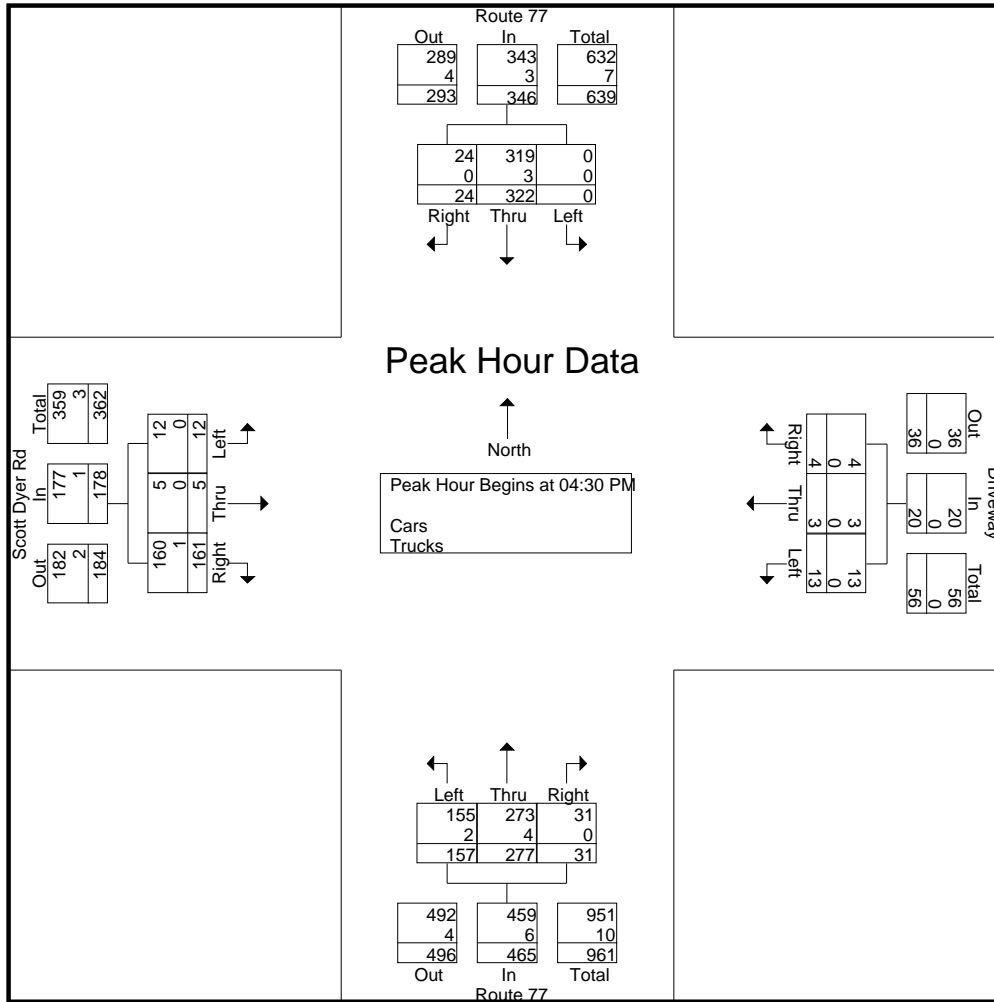 Route 77
Out In Total
289 343 632
4 3 7
293 346 639
24 319 0
0 3 0
24 322 0
Right Thru Left
Peak Hour Data
North
Peak Hour Begins at 04:30 PM
Cars
Trucks
Scott Dyer Rd
Total In Out
359 177 182
3 1 2
362 178 184
12 5 160
0 0 1
12 5 161
Left Thru Right
Driveway
Out In Total
36 20 56
0 0 0
36 20 56
4 3 13
0 0 0
4 3 13
Right Thru Left
Left Thru Right
155 273 31
2 4 0
157 277 31
492 459 951
4 6 10
496 465 961
Out In Total
Route 77